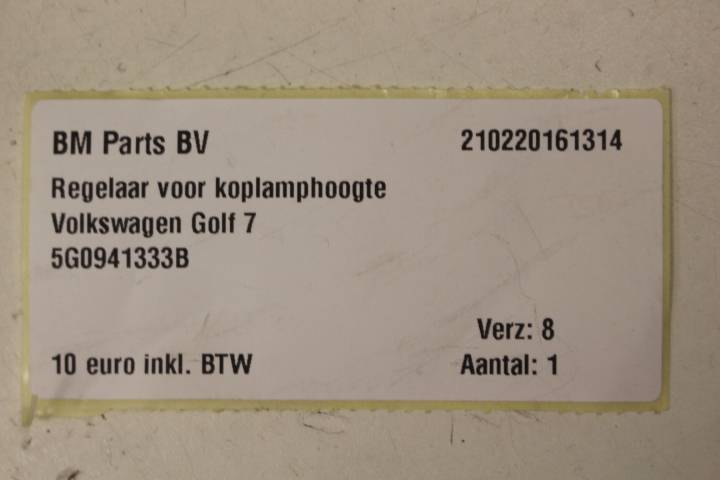 BM Parts BV 210220161314
Regelaar voor koplamphoogte
Volkswagen Golf 7
5G0941333B
Verz: 8
10 euro inkl. BTW Aantal: 1